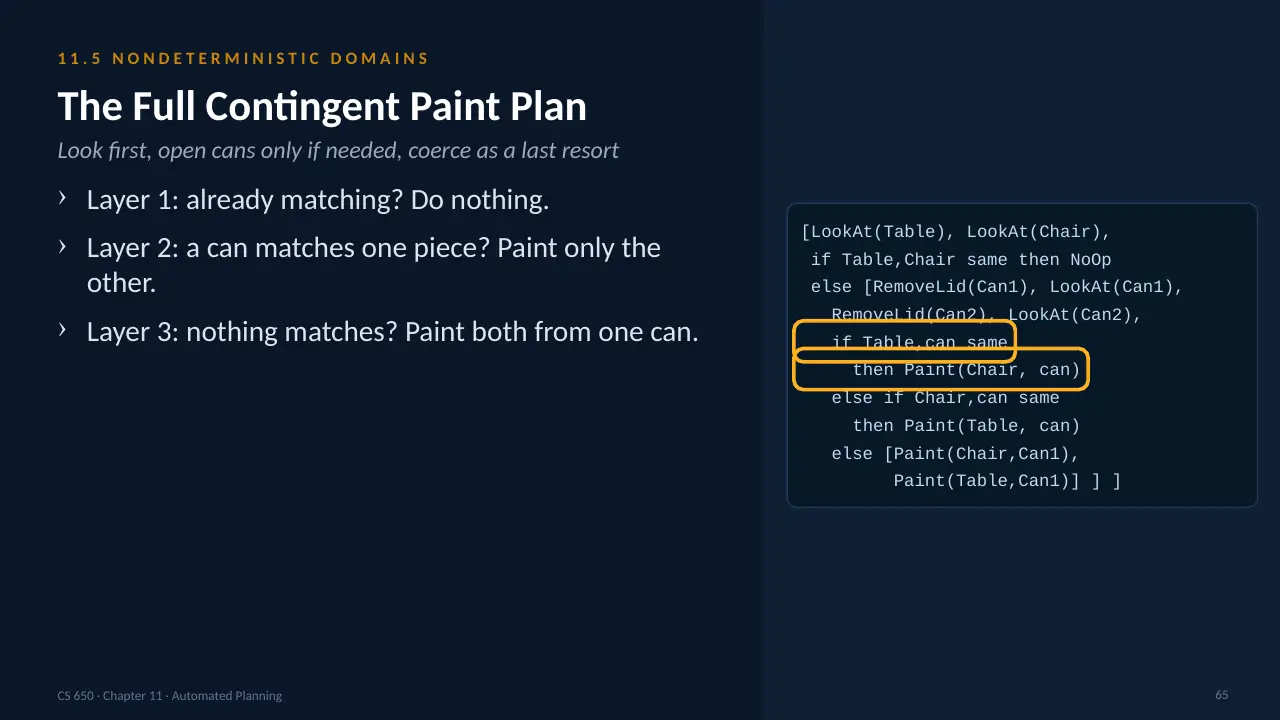 11.5 NONDETERMINISTIC DOMAINS
The Full Contingent Paint Plan
Look first, open cans only if needed, coerce as a last resort
› Layer 1: already matching? Do nothing.
› Layer 2: a can matches one piece? Paint only the
other.
› Layer 3: nothing matches? Paint both from one can.
[LookAt(Table), LookAt(Chair),
if Table,Chair same then NoOp
else [RemoveLid(Can1), LookAt(Can1),
RemoveLid(Can2), LookAt(Can2),
if Table,can same
then Paint(Chair, can)
else if Chair,can same
then Paint(Table, can)
else [Paint(Chair,Can1),
Paint(Table,Can1)] ] ]
CS 650 · Chapter 11 · Automated Planning
65